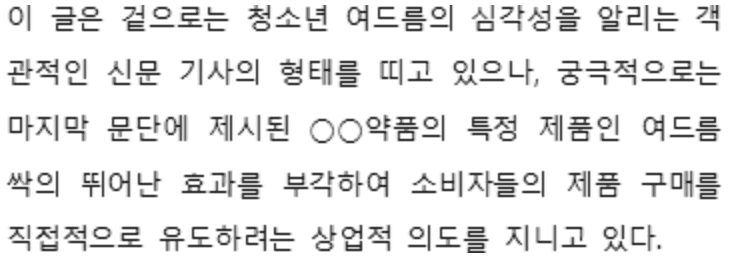 이 글은 겉으로는 청소년 여드름의 심각성을 알리는 객
관적인 신문 기사의 형태를 띠고 있으나, 궁극적으로는
마지막 문단에 제시된 ○○약품의 특정 제품인 여드름
싹의 뛰어난 효과를 부각하여 소비자들의 제품 구매를
직접적으로 유도하려는 상업적 의도를 지니고 있다.